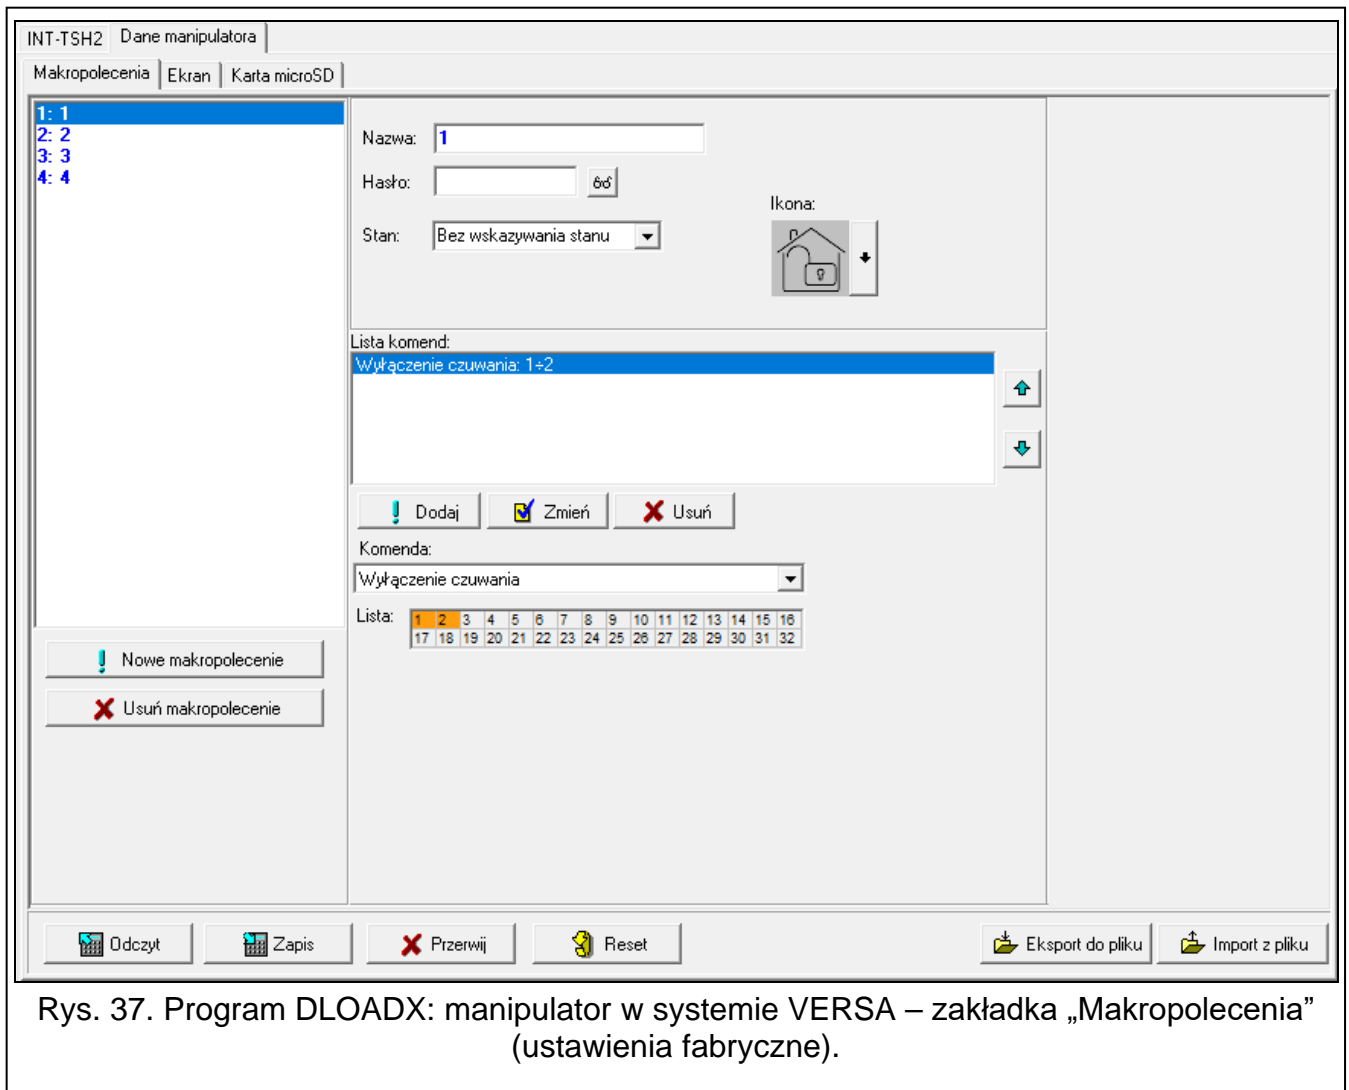 INT-TSH2 Dane manipulatora
Makropolecenia Ekran Karta microSD
1: 1
2: 2
3: 3
4: 4
Nazwa: 1
Hasło:
Stan: Bez wskazywania stanu
Ikona:
Lista komend:
Wyłączenie czuwania: 1÷2
Dodaj Zmień Usuń
Komenda:
Wyłączenie czuwania
Lista: 1 2 3 4 5 6 7 8 9 10 11 12 13 14 15 16
17 18 19 20 21 22 23 24 25 26 27 28 29 30 31 32
Nowe makropolecenie
Usuń makropolecenie
Odczyt Zapis Przerwij Reset Eksport do pliku Import z pliku
Rys. 37. Program DLOADX: manipulator w systemie VERSA – zakładka „Makropolecenia”
(ustawienia fabryczne).